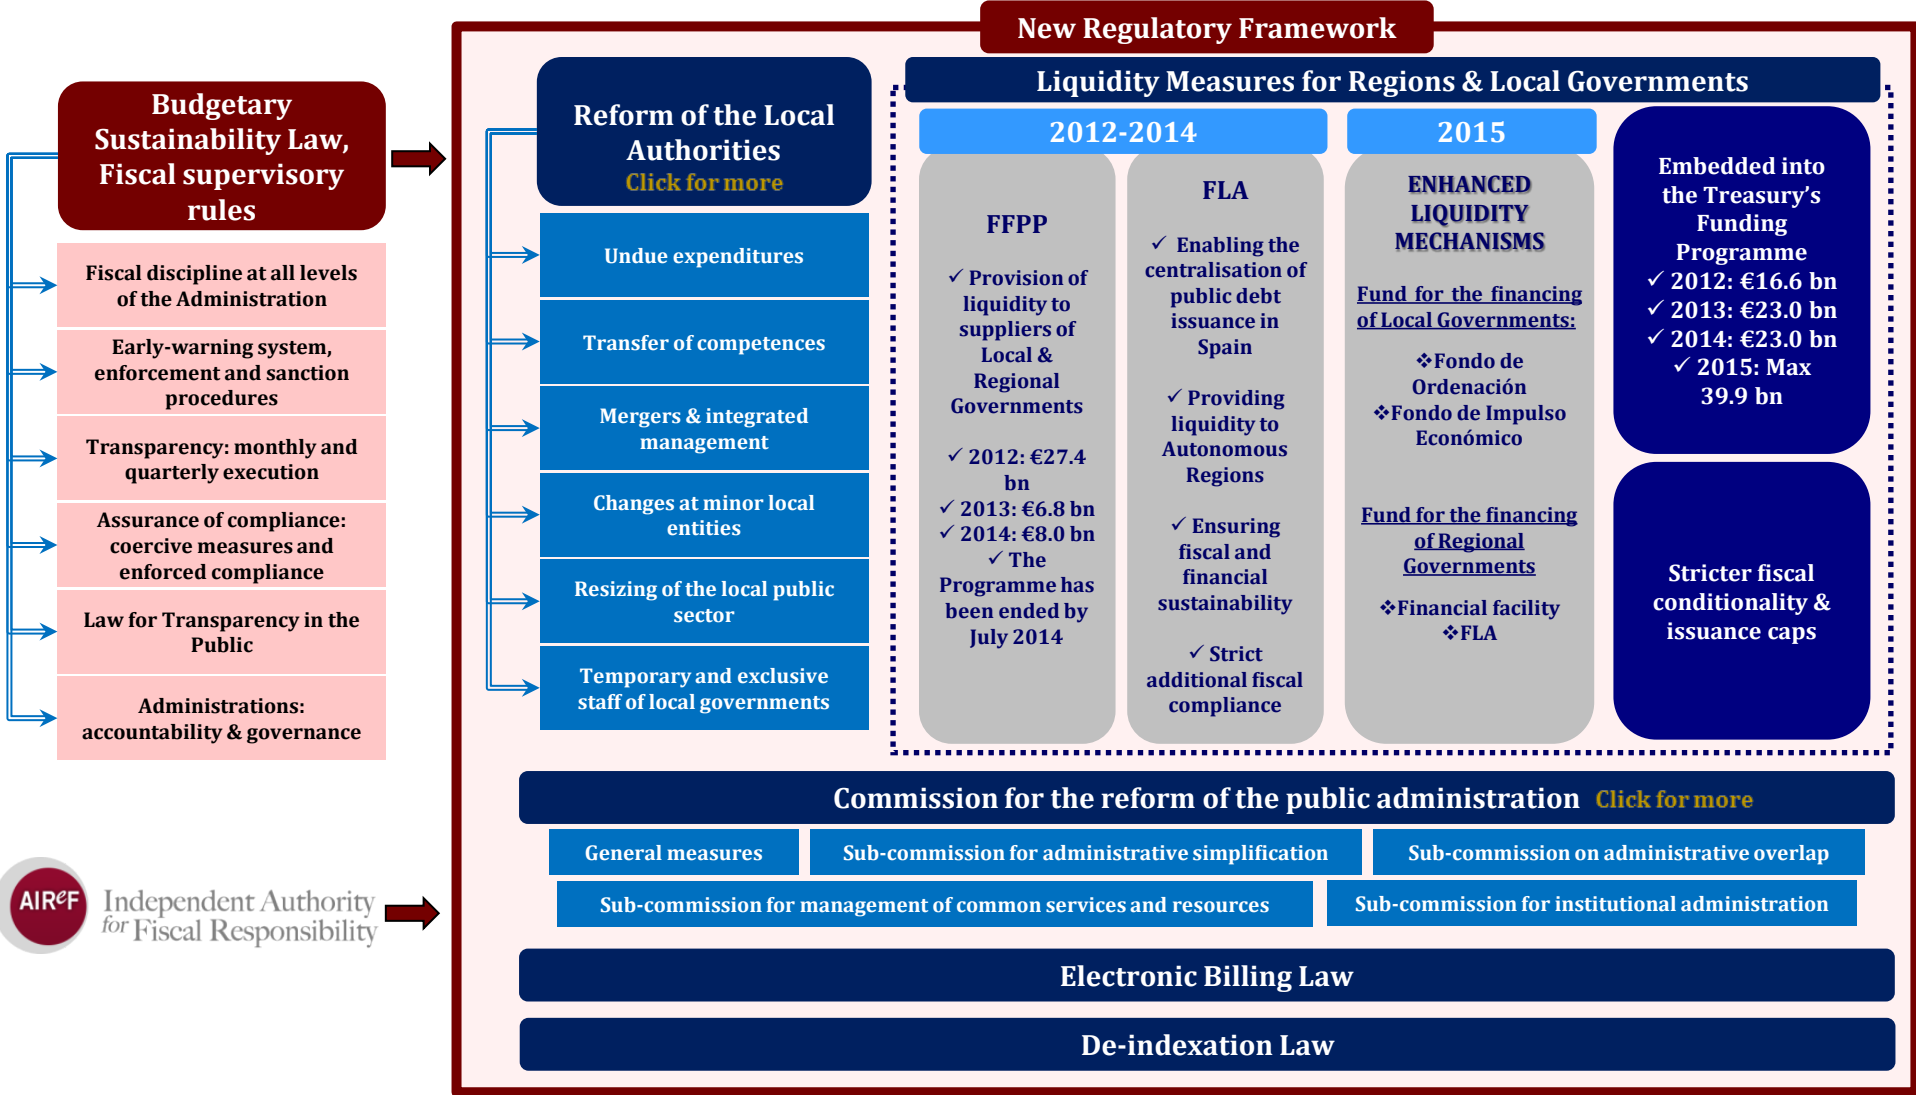 New Regulatory Framework
Budgetary
Sustainability Law,
Fiscal supervisory
rules
Fiscal discipline at all levels
of the Administration
Early-warning system,
enforcement and sanction
procedures
Transparency: monthly and
quarterly execution
Assurance of compliance:
coercive measures and
enforced compliance
Law for Transparency in the
Public
Administrations:
accountability & governance
AIReF
Independent Authority
for Fiscal Responsibility
Reform of the Local
Authorities
Click for more
Undue expenditures
Transfer of competences
Mergers & integrated
management
Changes at minor local
entities
Resizing of the local public
sector
Temporary and exclusive
staff of local governments
Liquidity Measures for Regions & Local Governments
2012-2014
FFPP
✓ Provision of
liquidity to
suppliers of
Local &
Regional
Governments
✓ 2012: €27.4
bn
✓ 2013: €6.8 bn
✓ 2014: €8.0 bn
✓ The
Programme has
been ended by
July 2014
FLA
✓ Enabling the
centralisation of
public debt
issuance in
Spain
✓ Providing
liquidity to
Autonomous
Regions
✓ Ensuring
fiscal and
financial
sustainability
✓ Strict
additional fiscal
compliance
2015
ENHANCED
LIQUIDITY
MECHANISMS
Fund for the financing
of Local Governments:
❖Fondo de
Ordenación
❖Fondo de Impulso
Económico
Fund for the financing
of Regional
Governments
❖Financial facility
❖FLA
Embedded into
the Treasury's
Funding
Programme
✓ 2012: €16.6 bn
✓ 2013: €23.0 bn
✓ 2014: €23.0 bn
✓ 2015: Max
39.9 bn
Stricter fiscal
conditionality &
issuance caps
Commission for the reform of the public administration Click for more
General measures
Sub-commission for administrative simplification
Sub-commission on administrative overlap
Sub-commission for management of common services and resources
Sub-commission for institutional administration
Electronic Billing Law
De-indexation Law